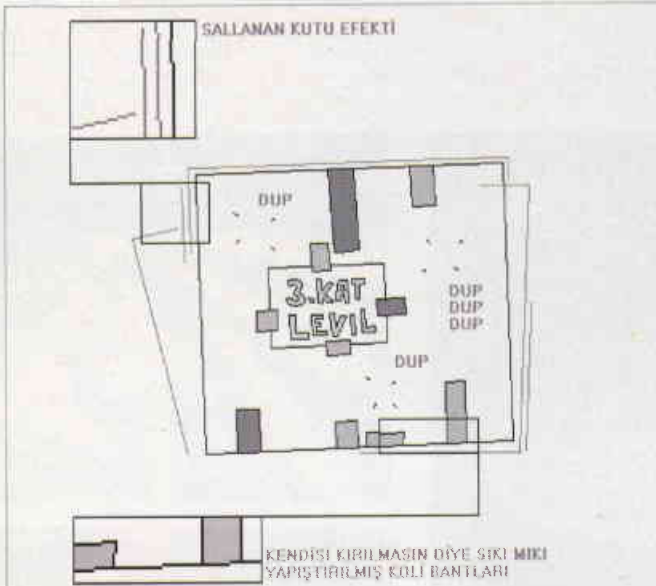 SALLANAN KUTU EFEKTİ
DUP
3.KAT
LEVIL
DUP
DUP
DUP
DUP
KENDİSİ KIRILMASIN DİYE SIKI MIKI
YAPIŞTIRILMIŞ KOLİ BANTLARI